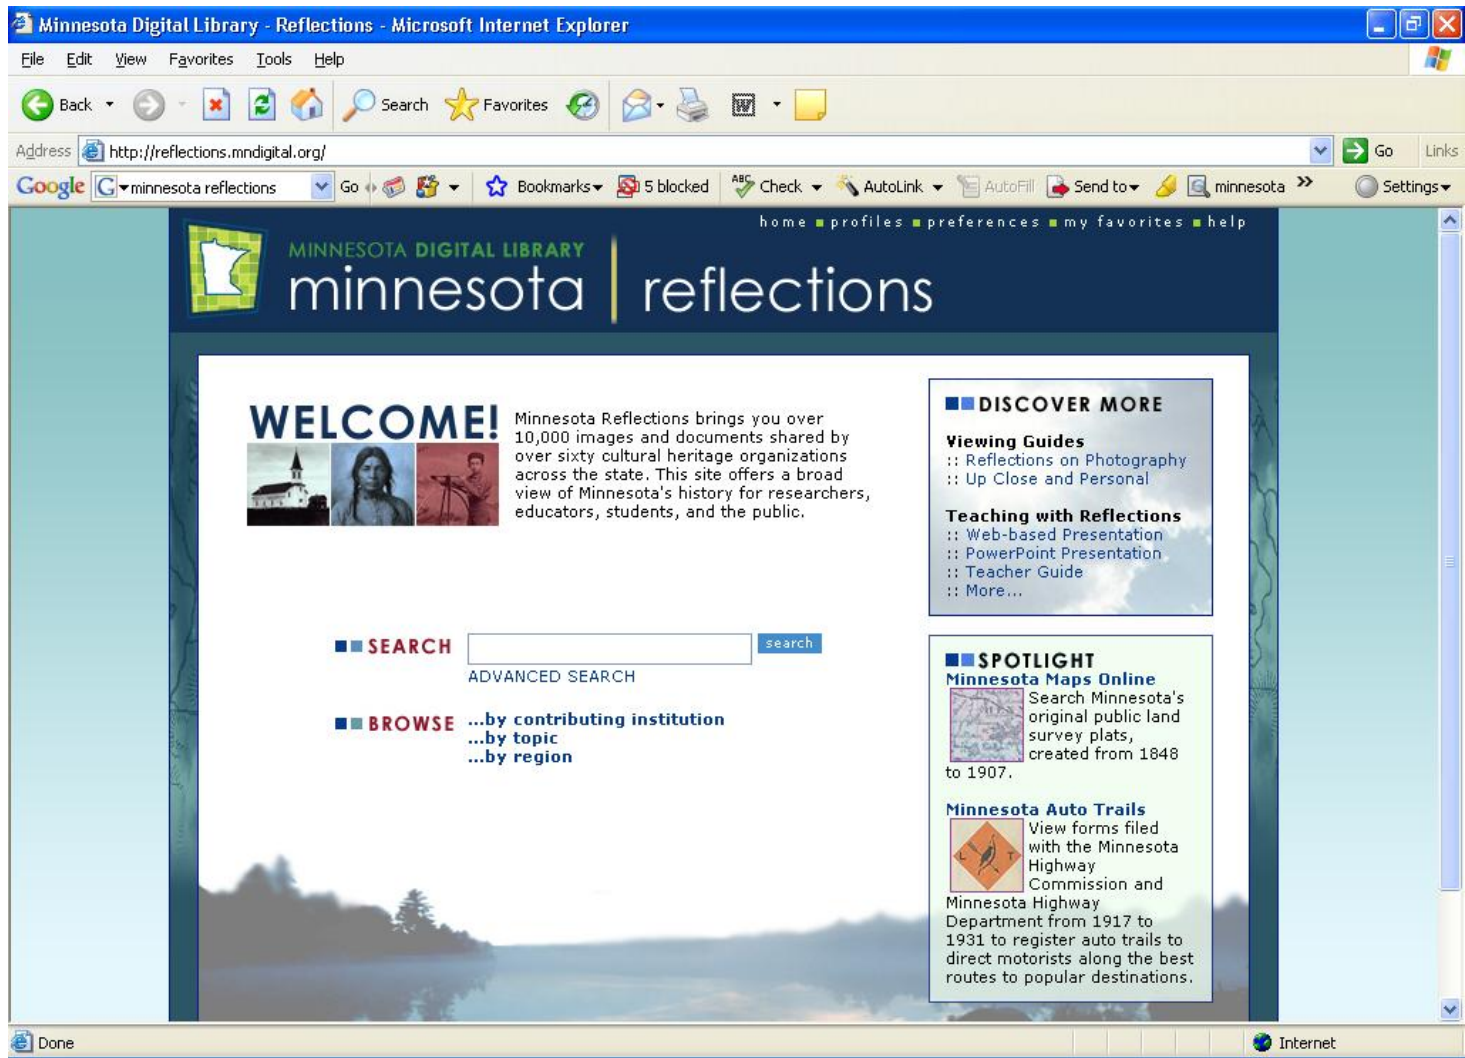 Minnesota Digital Library - Reflections - Microsoft Internet Explorer
File Edit View Favorites Tools Help
Back Search Favorites
Address http://reflections.mndigital.org/ Go Links
Google G minnesota reflections Go Bookmarks 5 blocked ABC Check AutoLink AutoFill Send to minnesota >> Settings
home profiles preferences my favorites help
MINNESOTA DIGITAL LIBRARY
minnesota | reflections
WELCOME!
Minnesota Reflections brings you over
10,000 images and documents shared by
over sixty cultural heritage organizations
across the state. This site offers a broad
view of Minnesota's history for researchers,
educators, students, and the public.
SEARCH search
ADVANCED SEARCH
BROWSE ...by contributing institution
...by topic
...by region
DISCOVER MORE
Viewing Guides
:: Reflections on Photography
:: Up Close and Personal
Teaching with Reflections
:: Web-based Presentation
:: PowerPoint Presentation
:: Teacher Guide
:: More...
SPOTLIGHT
Minnesota Maps Online
Search Minnesota's
original public land
survey plats,
created from 1848
to 1907.
Minnesota Auto Trails
L T
View forms filed
with the Minnesota
Highway
Commission and
Minnesota Highway
Department from 1917 to
1931 to register auto trails to
direct motorists along the best
routes to popular destinations.
Done Internet